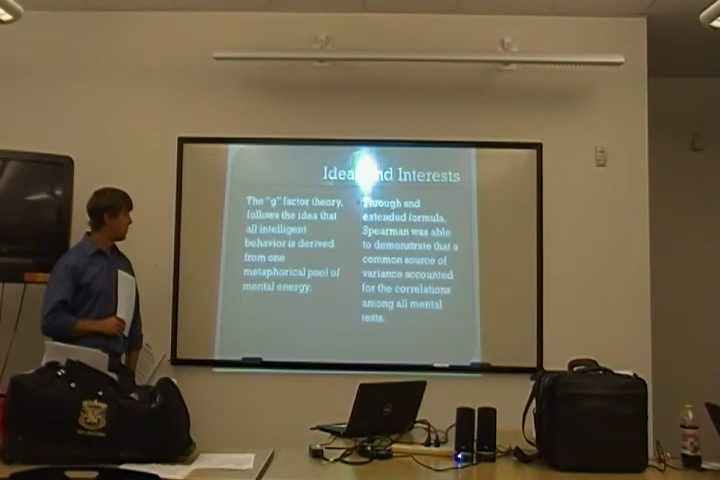 Ideas and Interests
The "g" factor theory,
follows the idea that
all intelligent
behavior is derived
from one
metaphorical pool of
mental energy.
Through and
extended formula,
Spearman was able
to demonstrate that a
common source of
variance accounted
for the correlations
among all mental
tests.